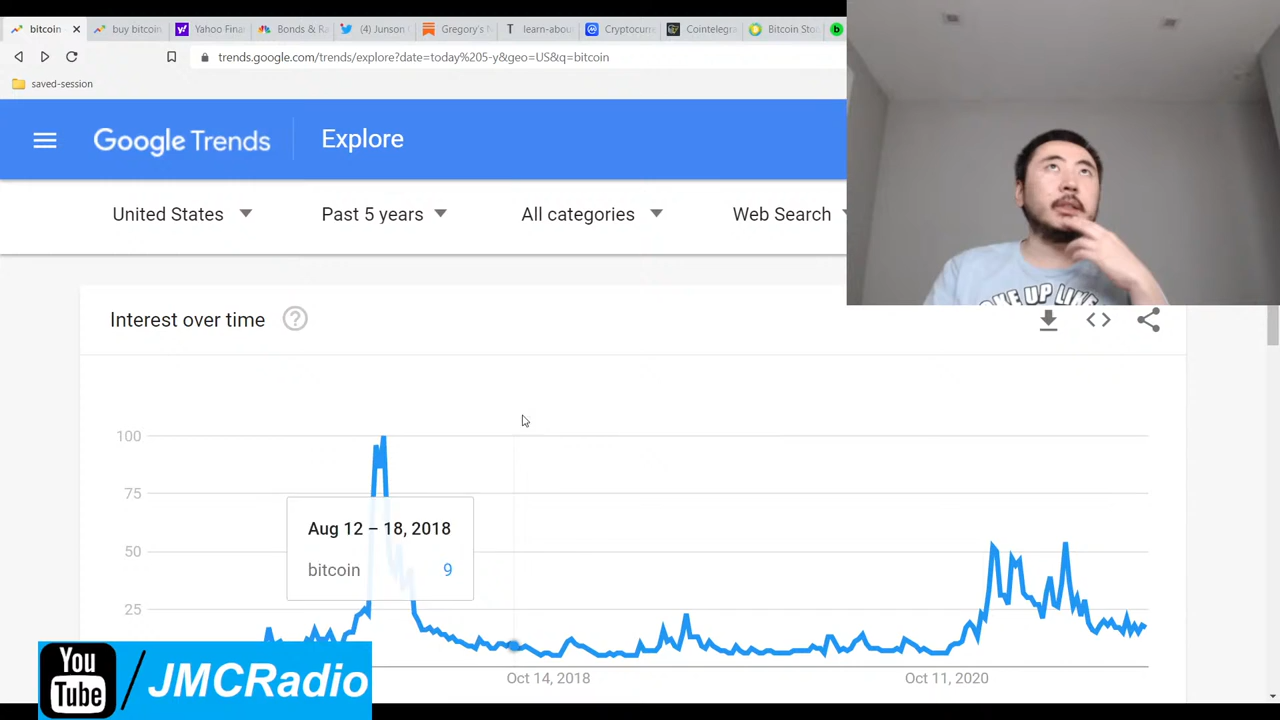 bitcoin
buy bitcoin
Yahoo Fina
Bonds & Ra
(4) Junson
Gregory's N
learn-abou
Cryptocurre
Cointelegra
Bitcoin Sto
trends.google.com/trends/explore?date=today%205-y&geo=US&q=bitcoin
saved-session
Google Trends
Explore
United States
Past 5 years
All categories
Web Search
Interest over time
100
75
50
25
Aug 12 – 18, 2018
bitcoin 9
Oct 14, 2018
Oct 11, 2020
You
Tube
/JMCRadio